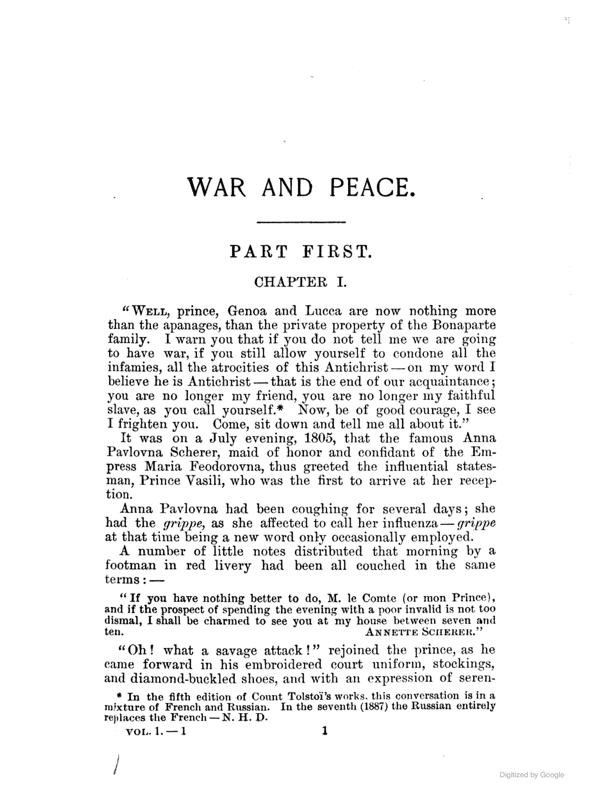 WAR AND PEACE.
PART FIRST.
CHAPTER I.
“WELL, prince, Genoa and Lucca are now nothing more
than the apanages, than the private property of the Bonaparte
family. I warn you that if you do not tell me we are going
to have war, if you still allow yourself to condone all the
infamies, all the atrocities of this Antichrist — on my word I
believe he is Antichrist — that is the end of our acquaintance;
you are no longer my friend, you are no longer my faithful
slave, as you call yourself.* Now, be of good courage, I see
I frighten you. Come, sit down and tell me all about it.”
It was on a July evening, 1805, that the famous Anna
Pavlovna Scherer, maid of honor and confidant of the Em-
press Maria Feodorovna, thus greeted the influential states-
man, Prince Vasili, who was the first to arrive at her recep-
tion.
Anna Pavlovna had been coughing for several days; she
had the grippe, as she affected to call her influenza — grippe
at that time being a new word only occasionally employed.
A number of little notes distributed that morning by a
footman in red livery had been all couched in the same
terms: —
“If you have nothing better to do, M. le Comte (or mon Prince),
and if the prospect of spending the evening with a poor invalid is not too
dismal, I shall be charmed to see you at my house between seven and
ten. ANNETTE SCHERER.”
“Oh! what a savage attack!” rejoined the prince, as he
came forward in his embroidered court uniform, stockings,
and diamond-buckled shoes, and with an expression of seren-
* In the fifth edition of Count Tolstoï's works. this conversation is in a
mixture of French and Russian. In the seventh (1887) the Russian entirely
replaces the French — N. H. D.
VOL. 1. — 1 1
Digitized by Google